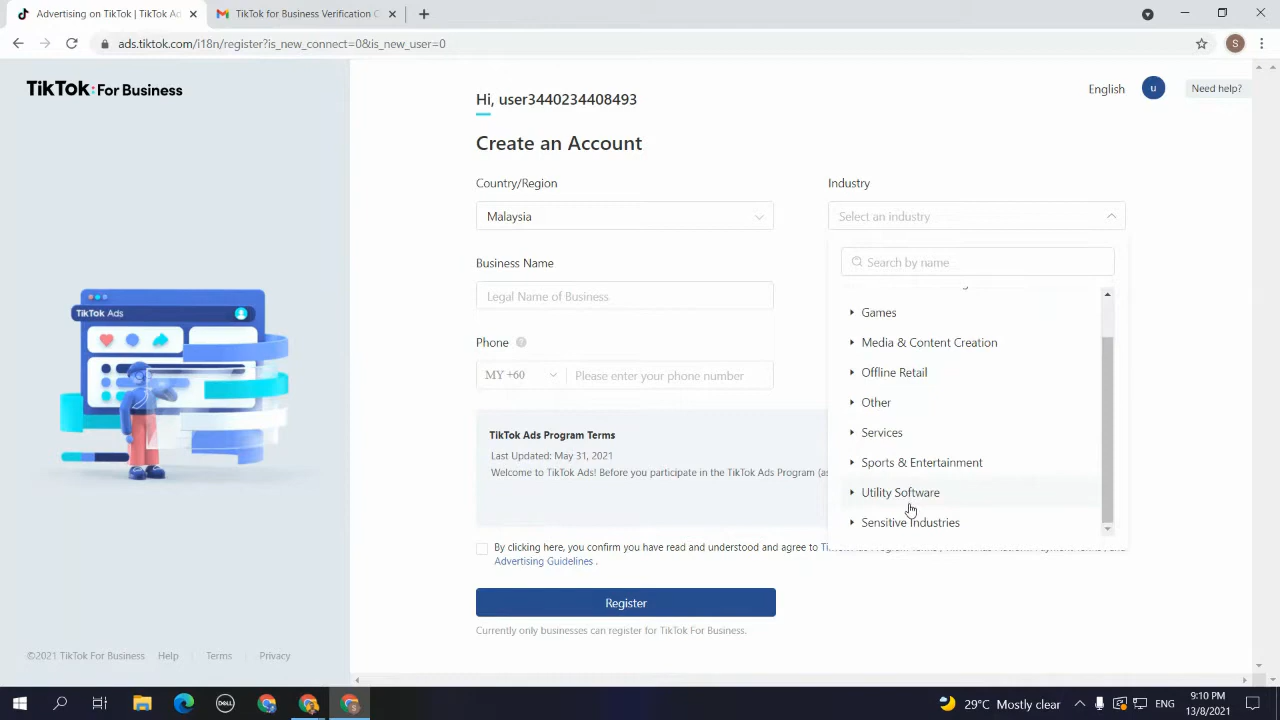 Advertising on TikTok | TikTok Ads
TikTok for Business Verification C
ads.tiktok.com/i18n/register?is_new_connect=0&is_new_user=0
S
TikTok: For Business
English
u
Need help?
Hi, user3440234408493
Create an Account
Country/Region
Malaysia
Industry
Select an industry
Search by name
Games
Media & Content Creation
Offline Retail
Other
Services
Sports & Entertainment
Utility Software
Sensitive Industries
Business Name
Legal Name of Business
Phone
MY +60
Please enter your phone number
TikTok Ads
TikTok Ads Program Terms
Last Updated: May 31, 2021
Welcome to TikTok Ads! Before you participate in the TikTok Ads Program (as
By clicking here, you confirm you have read and understood and agree to
Advertising Guidelines .
Register
Currently only businesses can register for TikTok For Business.
©2021 TikTok For Business
Help
Terms
Privacy
DELL
29°C Mostly clear
ENG
9:10 PM
13/8/2021